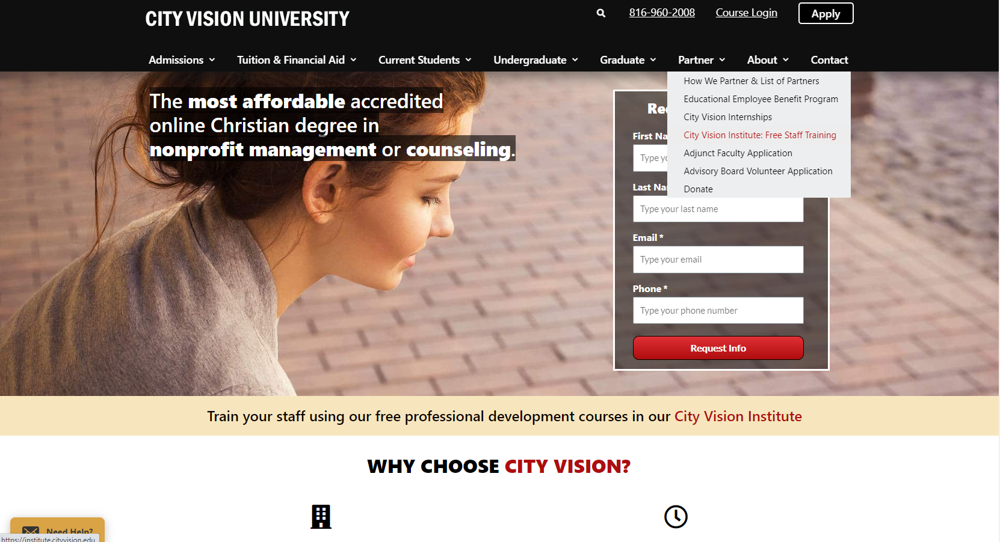 CITY VISION UNIVERSITY
816-960-2008 Course Login Apply
Admissions Tuition & Financial Aid Current Students Undergraduate Graduate Partner About Contact
How We Partner & List of Partners
Educational Employee Benefit Program
City Vision Internships
City Vision Institute: Free Staff Training
Adjunct Faculty Application
Advisory Board Volunteer Application
Donate
The most affordable accredited
online Christian degree in
nonprofit management or counseling.
First Na
Last Na
Type your last name
Email *
Type your email
Phone *
Type your phone number
Request Info
Train your staff using our free professional development courses in our City Vision Institute
WHY CHOOSE CITY VISION?
Need Help?
https://institute.cityvision.edu